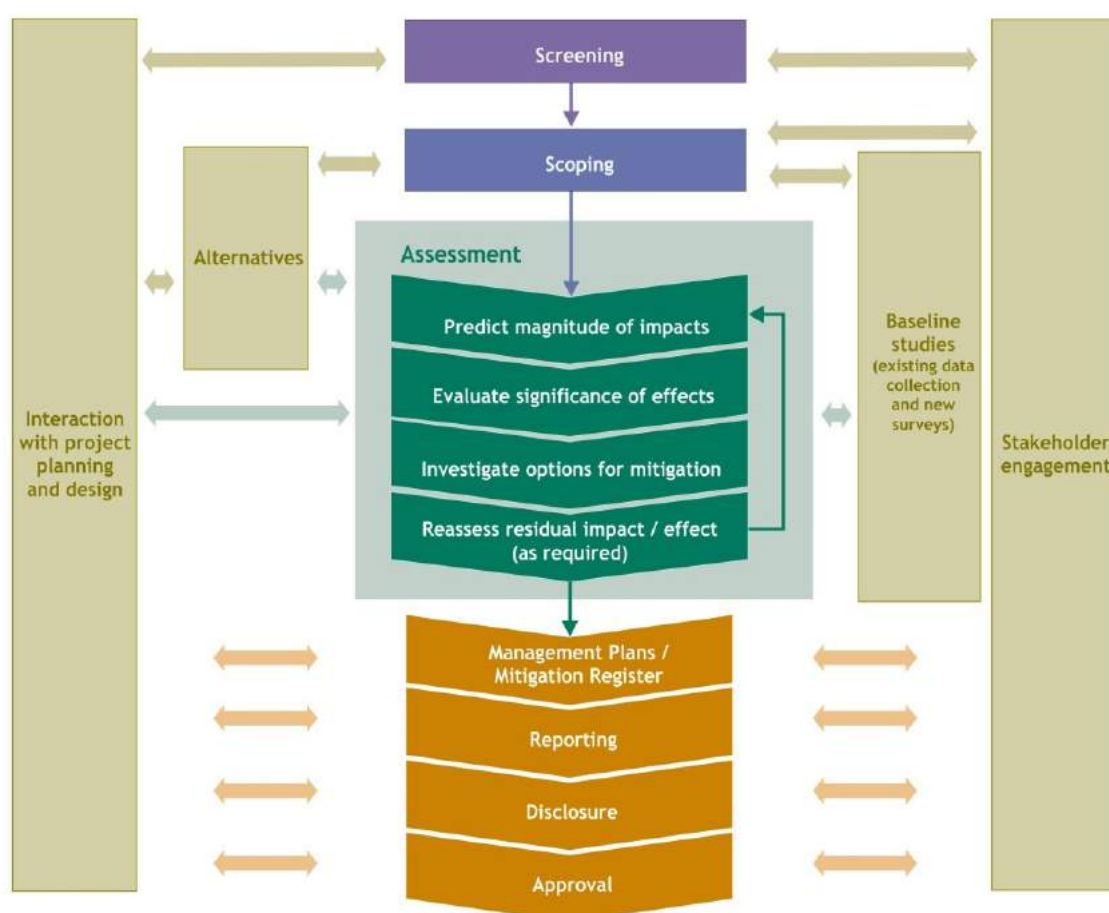 Screening
Scoping
Alternatives
Assessment
Predict magnitude of impacts
Evaluate significance of effects
Investigate options for mitigation
Reassess residual impact / effect
(as required)
Baseline
studies
(existing data
collection
and new
surveys)
Interaction
with project
planning
and design
Stakeholder
engagement
Management Plans /
Mitigation Register
Reporting
Disclosure
Approval